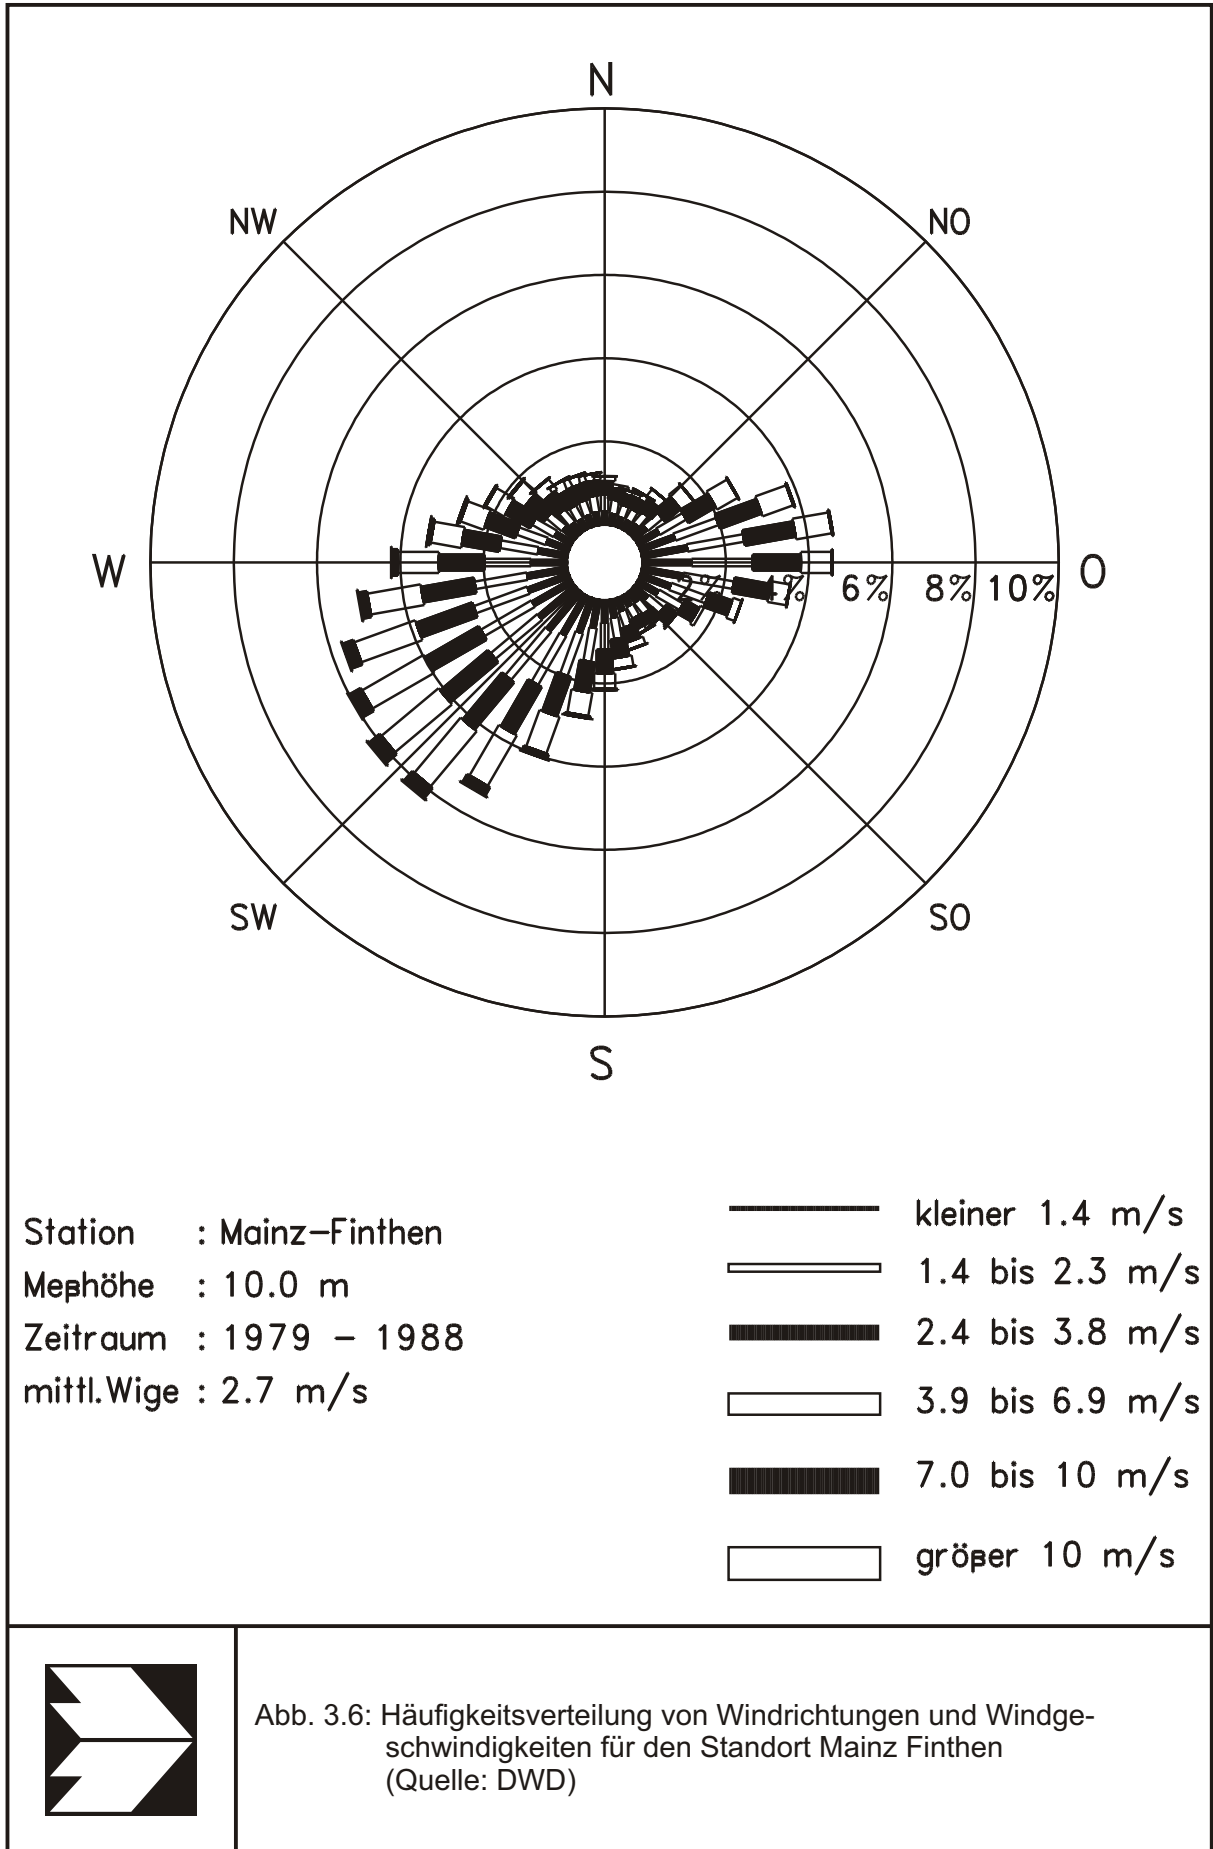 N
NW
NO
W
O
2%
4%
6%
8%
10%
SW
SO
S
Station : Mainz–Finthen
Meßhöhe : 10.0 m
Zeitraum : 1979 – 1988
mittl.Wige : 2.7 m/s
kleiner 1.4 m/s
1.4 bis 2.3 m/s
2.4 bis 3.8 m/s
3.9 bis 6.9 m/s
7.0 bis 10 m/s
größer 10 m/s
Abb. 3.6: Häufigkeitsverteilung von Windrichtungen und Windge-
schwindigkeiten für den Standort Mainz Finthen
(Quelle: DWD)